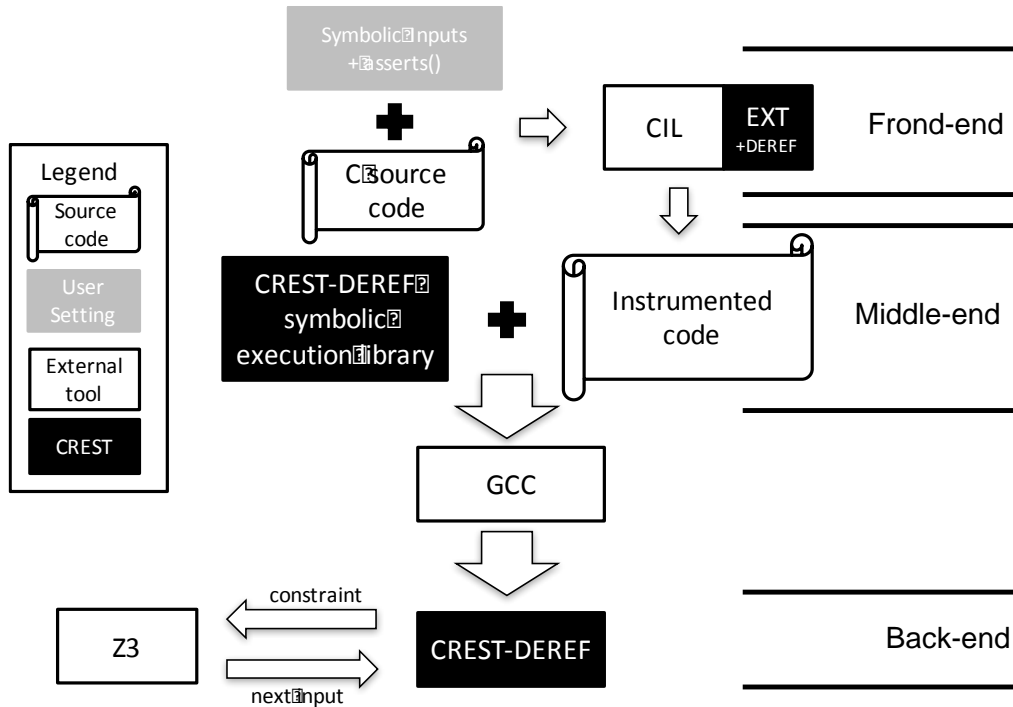 Symbolic⍰inputs
+⍰asserts()
CIL
EXT
+DEREF
Frond-end
C⍰source
code
Legend
Source
code
User
Setting
External
tool
CREST
CREST-DEREF⍰
symbolic⍰
execution⍰library
Instrumented
code
Middle-end
GCC
constraint
Z3
next⍰input
CREST-DEREF
Back-end